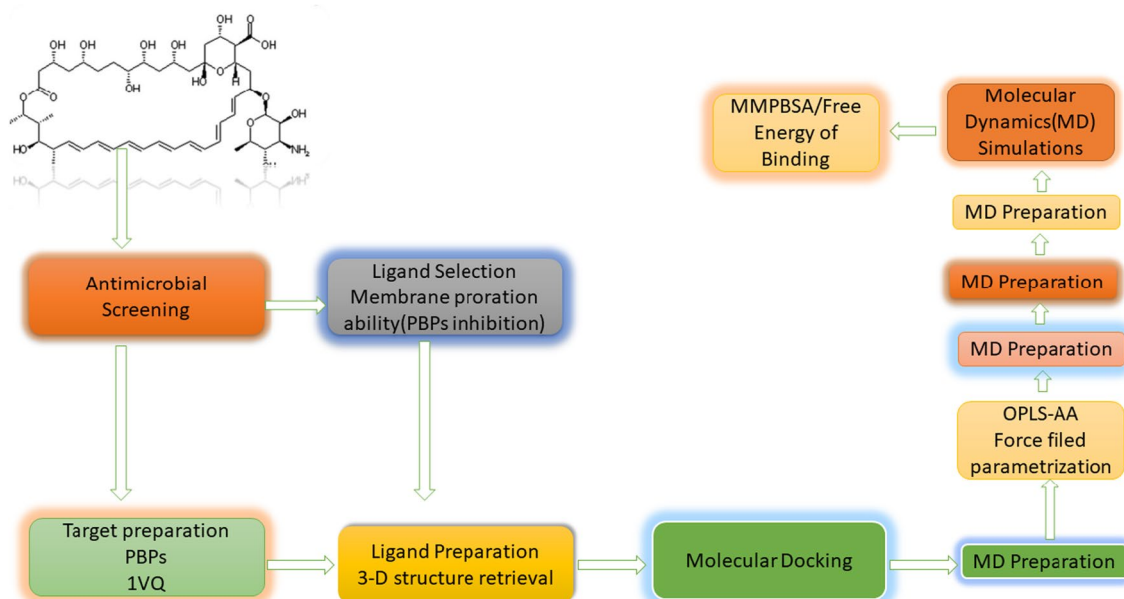 OH
O
OH
OH
OH
OH
OH
OH
O
HO
H
O
O
O
OH
NH₂
HO
Antimicrobial
Screening
Ligand Selection
Membrane proration
ability(PBPs inhibition)
Target preparation
PBPs
1VQ
Ligand Preparation
3-D structure retrieval
Molecular Docking
MD Preparation
OPLS-AA
Force filed
parametrization
MD Preparation
MD Preparation
MD Preparation
Molecular
Dynamics(MD)
Simulations
MMPBSA/Free
Energy of
Binding